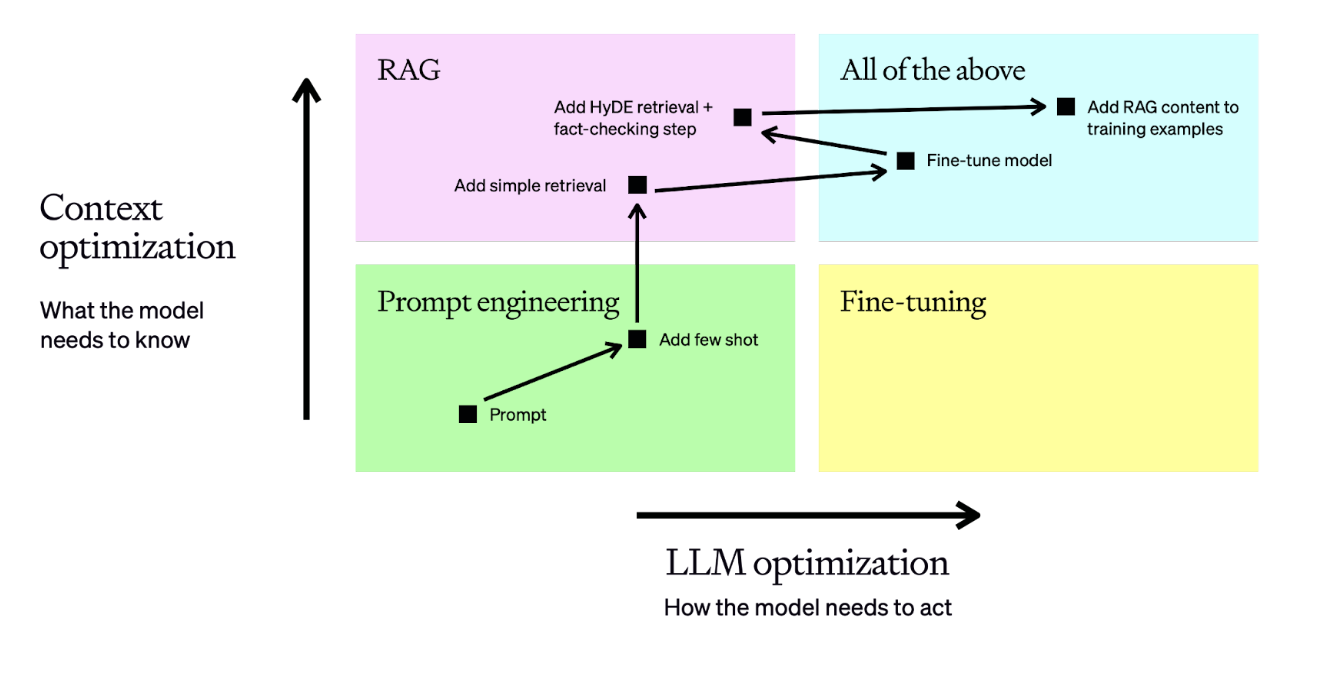 RAG
All of the above
Add HyDE retrieval +
fact-checking step
Add RAG content to
training examples
Fine-tune model
Add simple retrieval
Context
optimization
What the model
needs to know
Prompt engineering
Fine-tuning
Add few shot
Prompt
LLM optimization
How the model needs to act